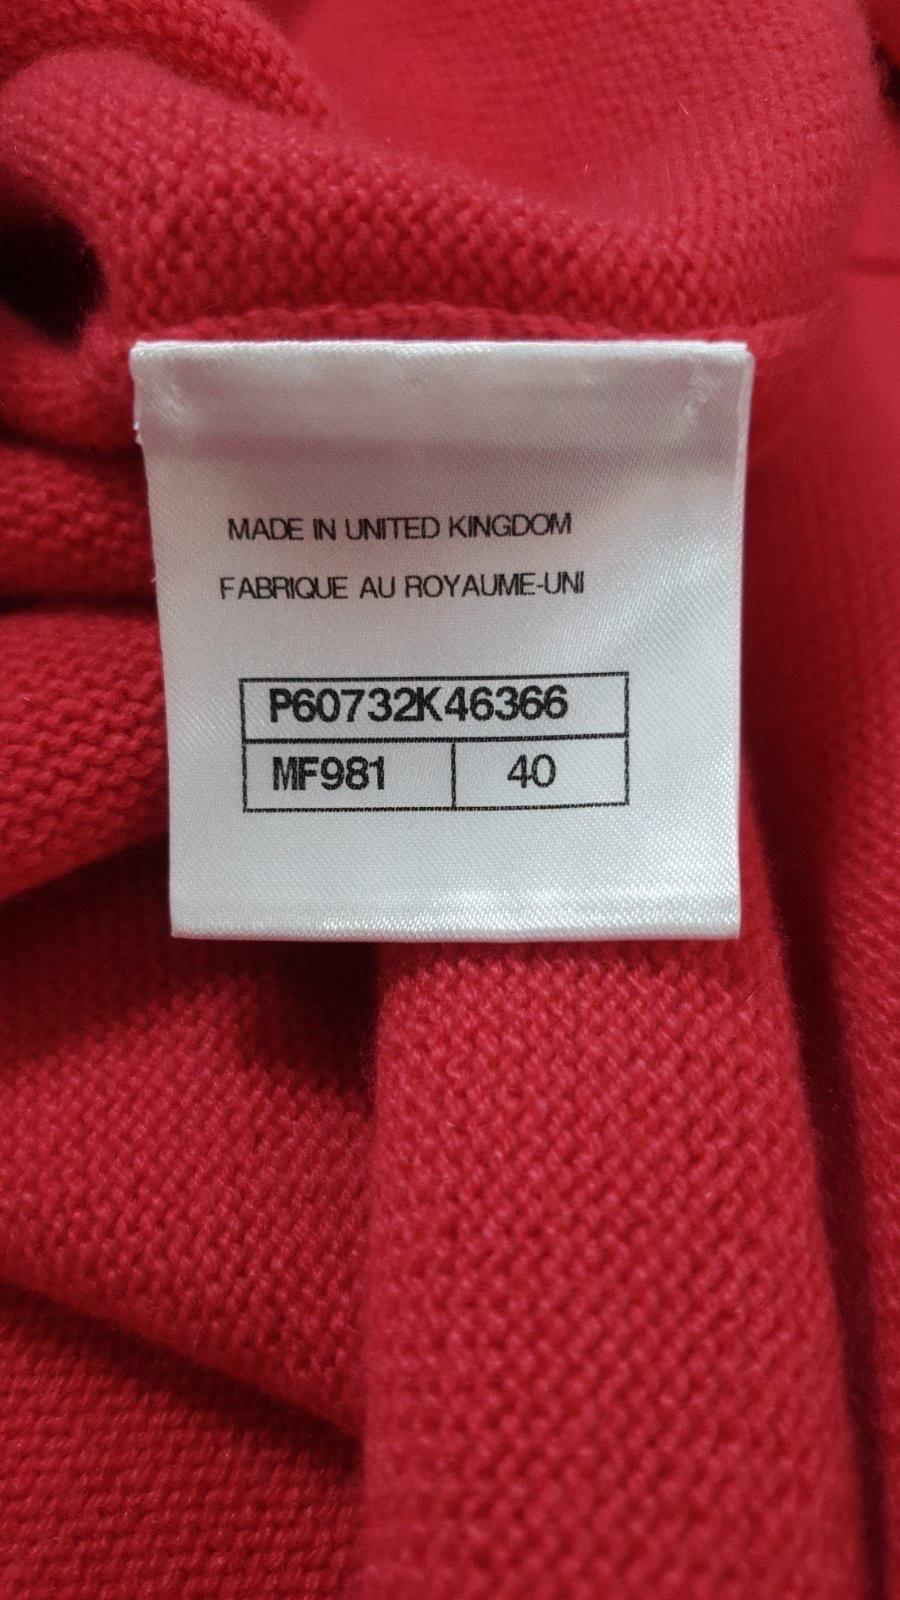 MADE IN UNITED KINGDOM
FABRIQUE AU ROYAUME-UNI
P60732K46366
MF981 40